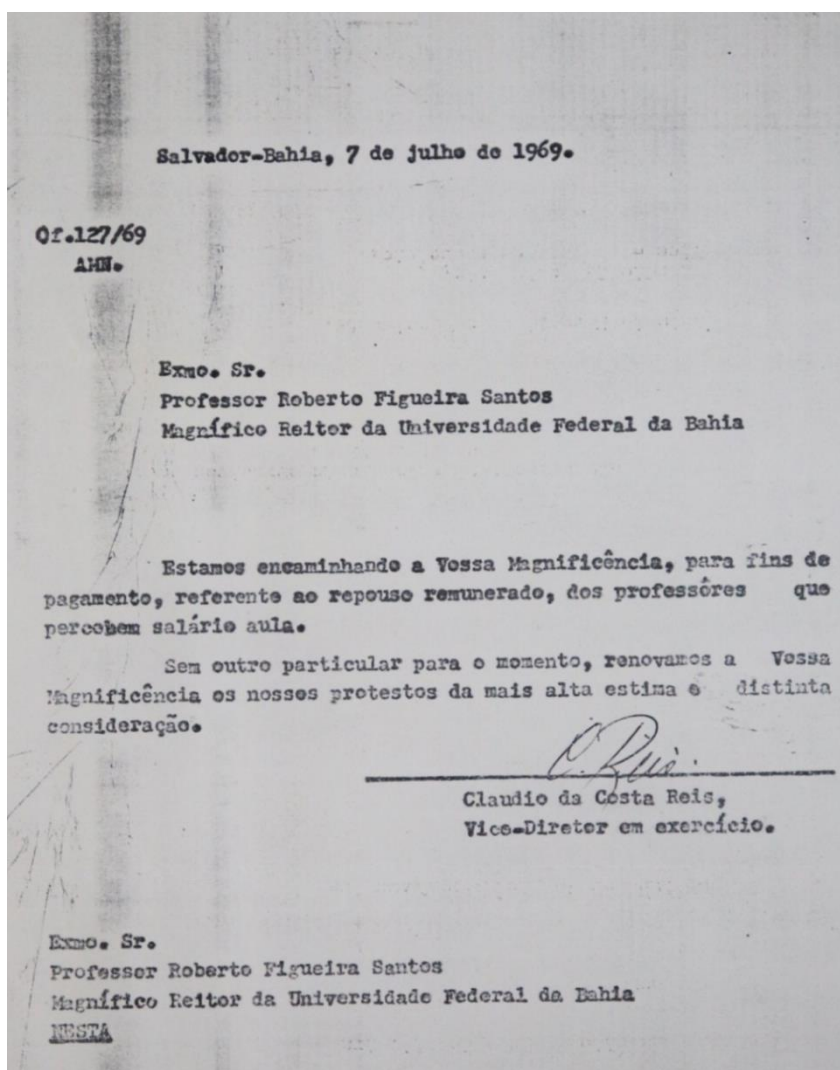 Salvador-Bahia, 7 de julho de 1969.
Of.127/69
AMN.
Exmo. Sr.
Professor Roberto Figueira Santos
Magnífico Reitor da Universidade Federal da Bahia
Estamos encaminhando a Vossa Magnificência, para fins de
pagamento, referente ao repouso remunerado, dos professôres que
percebem salário aula.
Sem outro particular para o momento, renovamos a Vossa
Magnificência os nossos protestos da mais alta estima e distinta
consideração.
C. Reis.
Claudio da Costa Reis,
Vice-Diretor em exercício.
Exmo. Sr.
Professor Roberto Figueira Santos
Magnífico Reitor da Universidade Federal da Bahia
NESTA